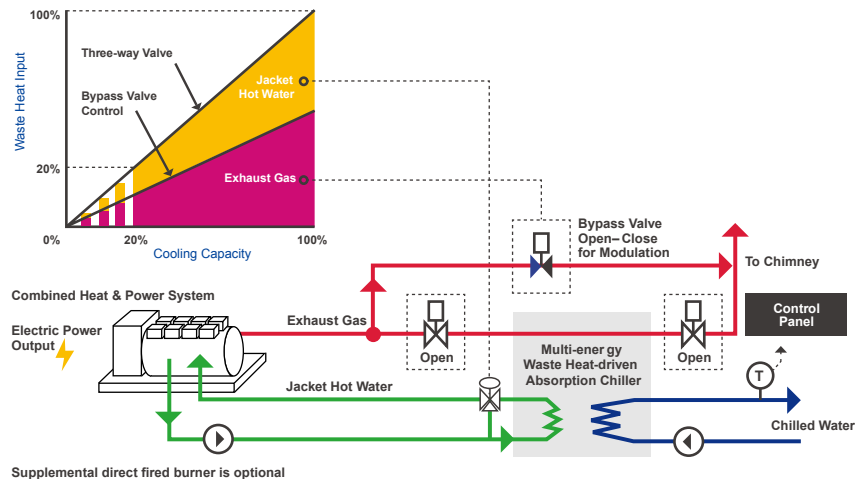 100%
Three-way Valve
Jacket
Hot Water
Bypass Valve
Control
Waste Heat Input
20%
Exhaust Gas
0%
20%
100%
Cooling Capacity
Bypass Valve
Open–Close
for Modulation
To Chimney
Combined Heat & Power System
Electric Power
Output
Exhaust Gas
Open
Open
Control
Panel
Multi-energy
Waste Heat-driven
Absorption Chiller
T
Jacket Hot Water
Chilled Water
Supplemental direct fired burner is optional